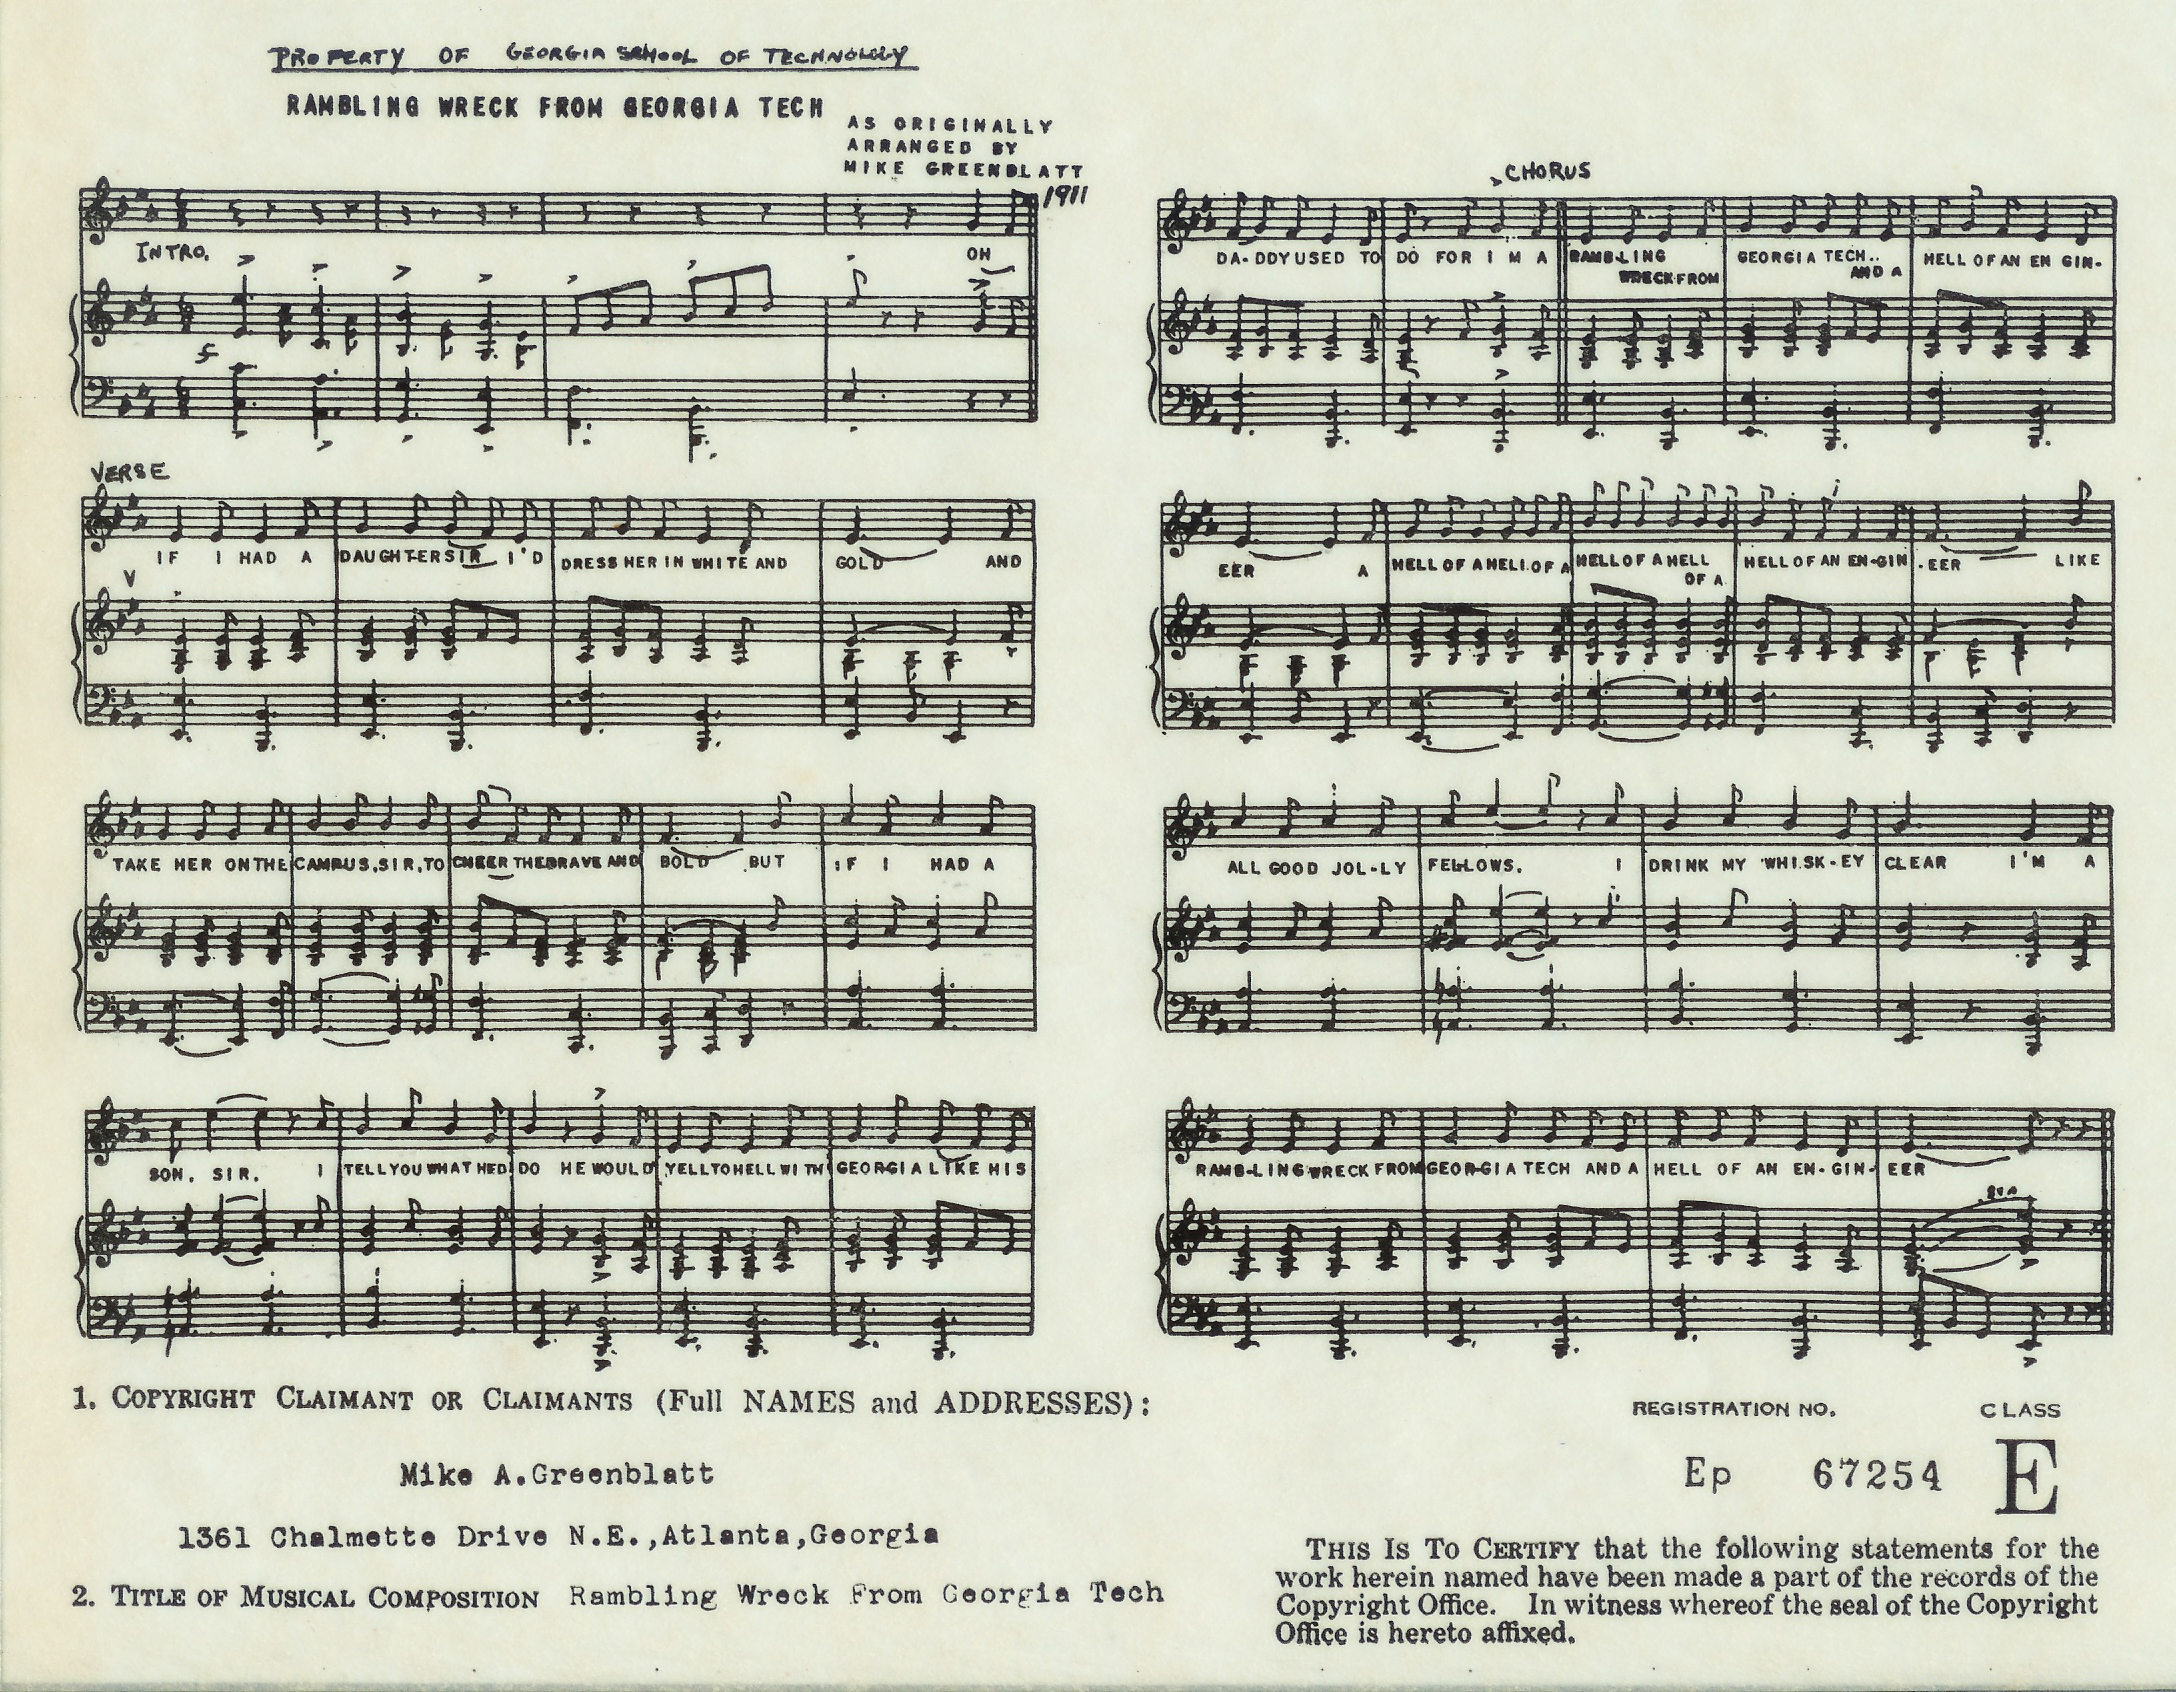 PROPERTY OF GEORGIA SCHOOL OF TECHNOLOGY
RAMBLING WRECK FROM GEORGIA TECH
AS ORIGINALLY
ARRANGED BY
MIKE GREENBLATT
1911
INTRO. OH
VERSE
IF I HAD A DAUGHTER SIR I'D DRESS HER IN WHITE AND GOLD AND
TAKE HER ON THE CAMPUS, SIR, TO CHEER THE BRAVE AND BOLD BUT IF I HAD A
SON, SIR. I TELL YOU WHAT HED DO HE WOULD YELL TO HELL WITH GEORGIA LIKE HIS
CHORUS
DA-DDY USED TO DO FOR I M A RAMB-LING WRECK FROM GEORGIA TECH.. AND A HELL OF AN EN GIN-
EER A HELL OF A HELL OF A HELL OF A HELL OF A HELL OF AN EN-GIN-EER LIKE
ALL GOOD JOL-LY FELLOWS. I DRINK MY WHISK-EY CLEAR I'M A
RAMB-LING WRECK FROM GEOR-GIA TECH AND A HELL OF AN EN-GIN-EER
1. COPYRIGHT CLAIMANT OR CLAIMANTS (Full NAMES and ADDRESSES):
Mike A.Greenblatt
1361 Chalmette Drive N.E.,Atlanta,Georgia
2. TITLE OF MUSICAL COMPOSITION Rambling Wreck From Georgia Tech
REGISTRATION NO. CLASS
Ep 67254 E
THIS IS TO CERTIFY that the following statements for the
work herein named have been made a part of the records of the
Copyright Office. In witness whereof the seal of the Copyright
Office is hereto affixed.